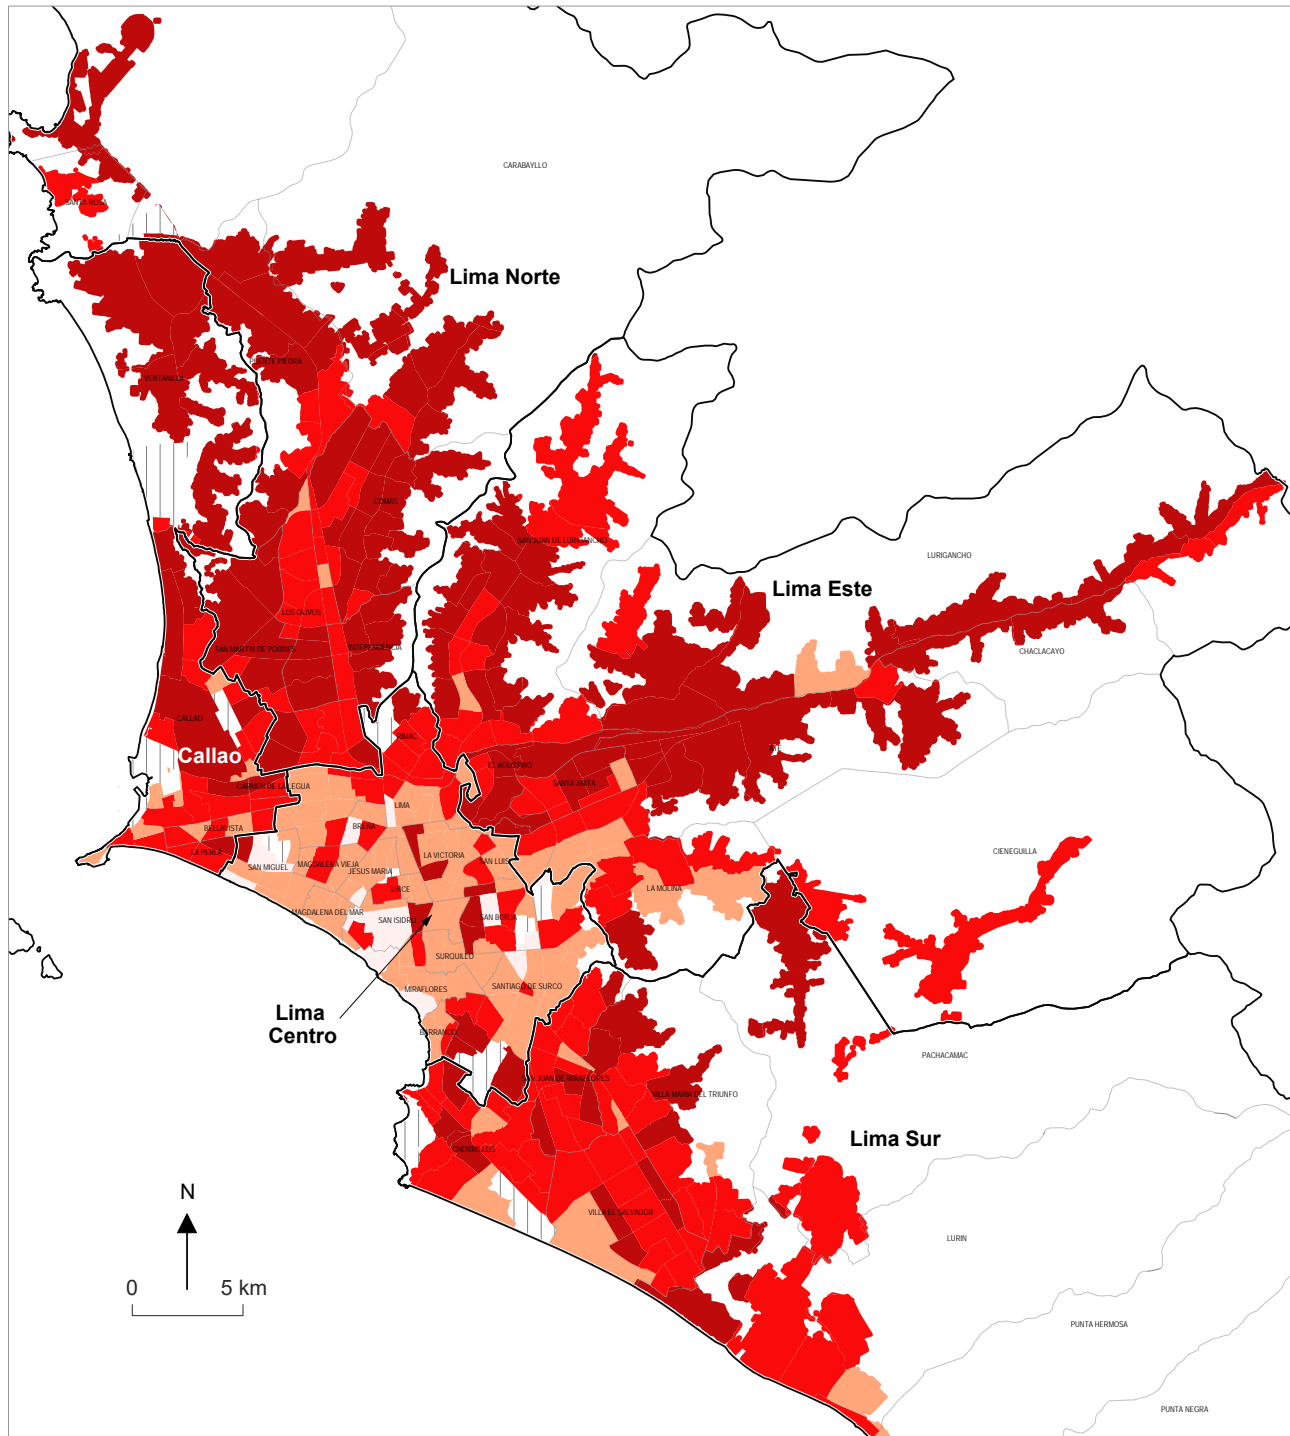 CARABAYLLO
SANTA ROSA
Lima Norte
PUENTE PIEDRA
VENTANILLA
COMAS
SAN JUAN DE LURIGANCHO
LURIGANCHO
Lima Este
LOS OLIVOS
SAN MARTIN DE PORRES
INDEPENDENCIA
CHACLACAYO
CALLAO
RIMAC
ATE
Callao
EL AGUSTINO
SANTA ANITA
CARMEN DE LA LEGUA
LIMA
BELLAVISTA
BREÑA
LA PERLA
LA VICTORIA
SAN LUIS
CIENEGUILLA
SAN MIGUEL
MAGDALENA VIEJA
JESUS MARIA
LINCE
LA MOLINA
MAGDALENA DEL MAR
SAN ISIDRO
SAN BORJA
SURQUILLO
MIRAFLORES
SANTIAGO DE SURCO
Lima
Centro
BARRANCO
PACHACAMAC
SAN JUAN DE MIRAFLORES
VILLA MARIA DEL TRIUNFO
Lima Sur
CHORRILLOS
N
VILLA EL SALVADOR
LURIN
0 5 km
PUNTA HERMOSA
PUNTA NEGRA